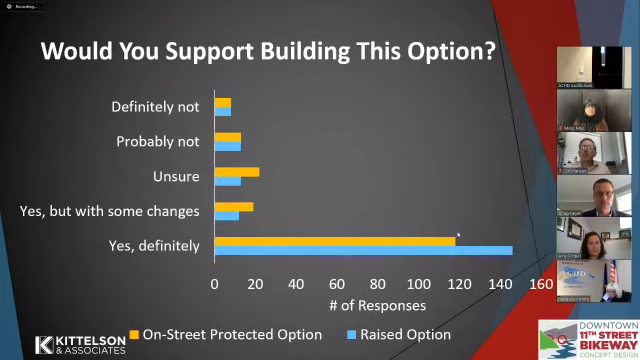 Recording...
Would You Support Building This Option?
Definitely not
Probably not
Unsure
Yes, but with some changes
Yes, definitely
0 20 40 60 80 100 120 140 160
# of Responses
On-Street Protected Option
Raised Option
KITTELSON
& ASSOCIATES
ACHD Auditorium
DOWNTOWN
11TH STREET
BIKEWAY
CONCEPT DESIGN